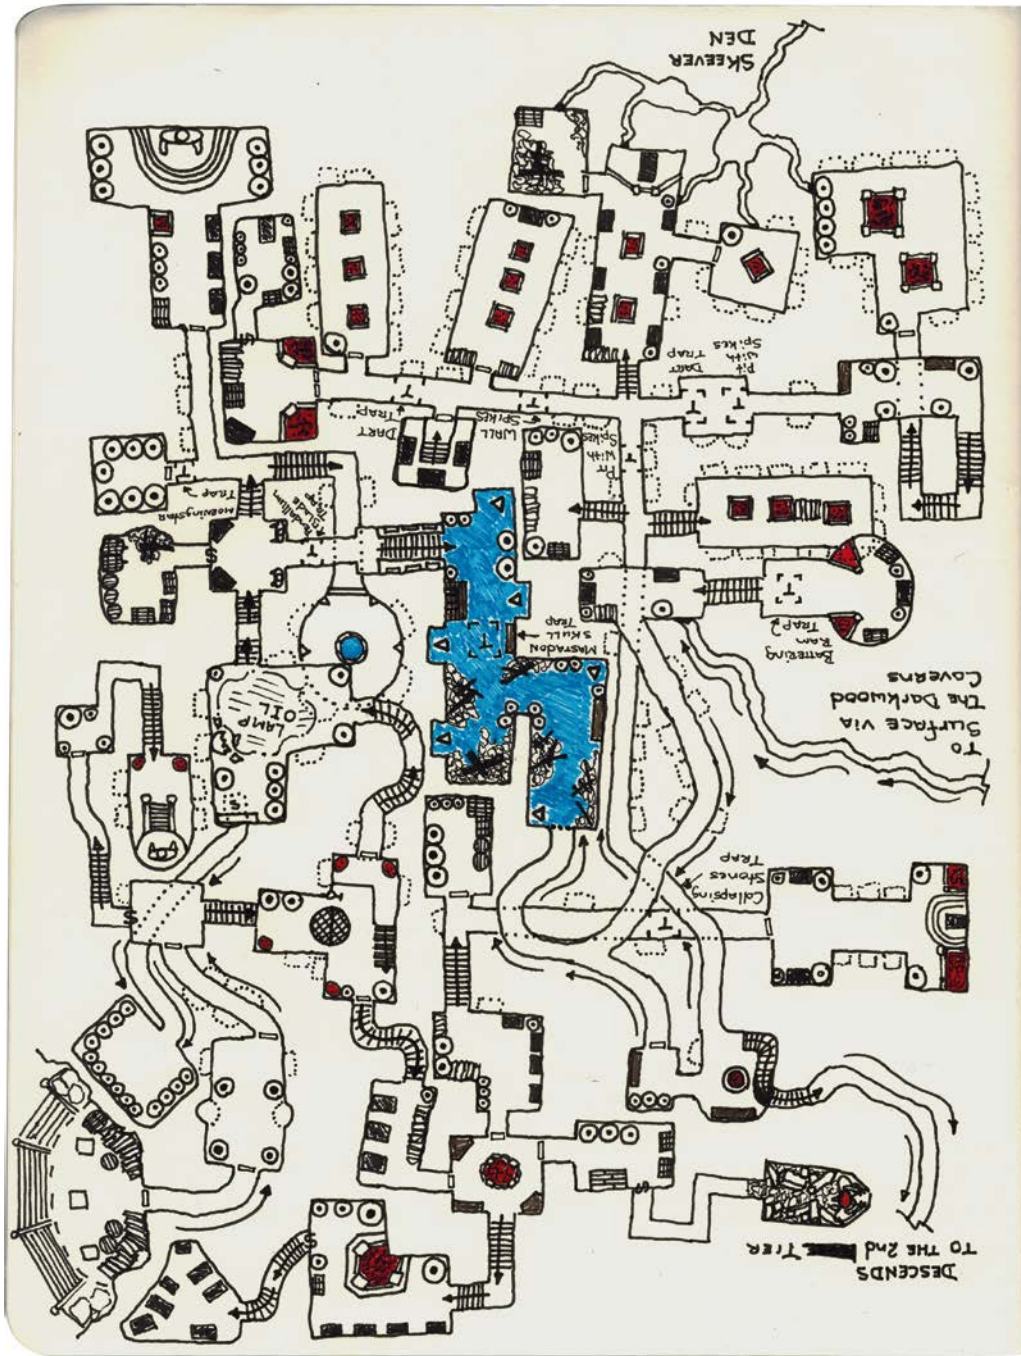 DESCENDS
TO THE 2nd TIER
Collapsing
Stones
TRAP
To
Surface via
The Darkwood
Caverns
LAMP
OIL
MASTADON
SKULL
TRAP
Battering
Ram
TRAP
MORNINGSTAR
TRAP
PIT
With
Spikes
WALL
SPIKES
DART
TRAP
DART
TRAP
Pit
With
Spikes
SKEEVER
DEN